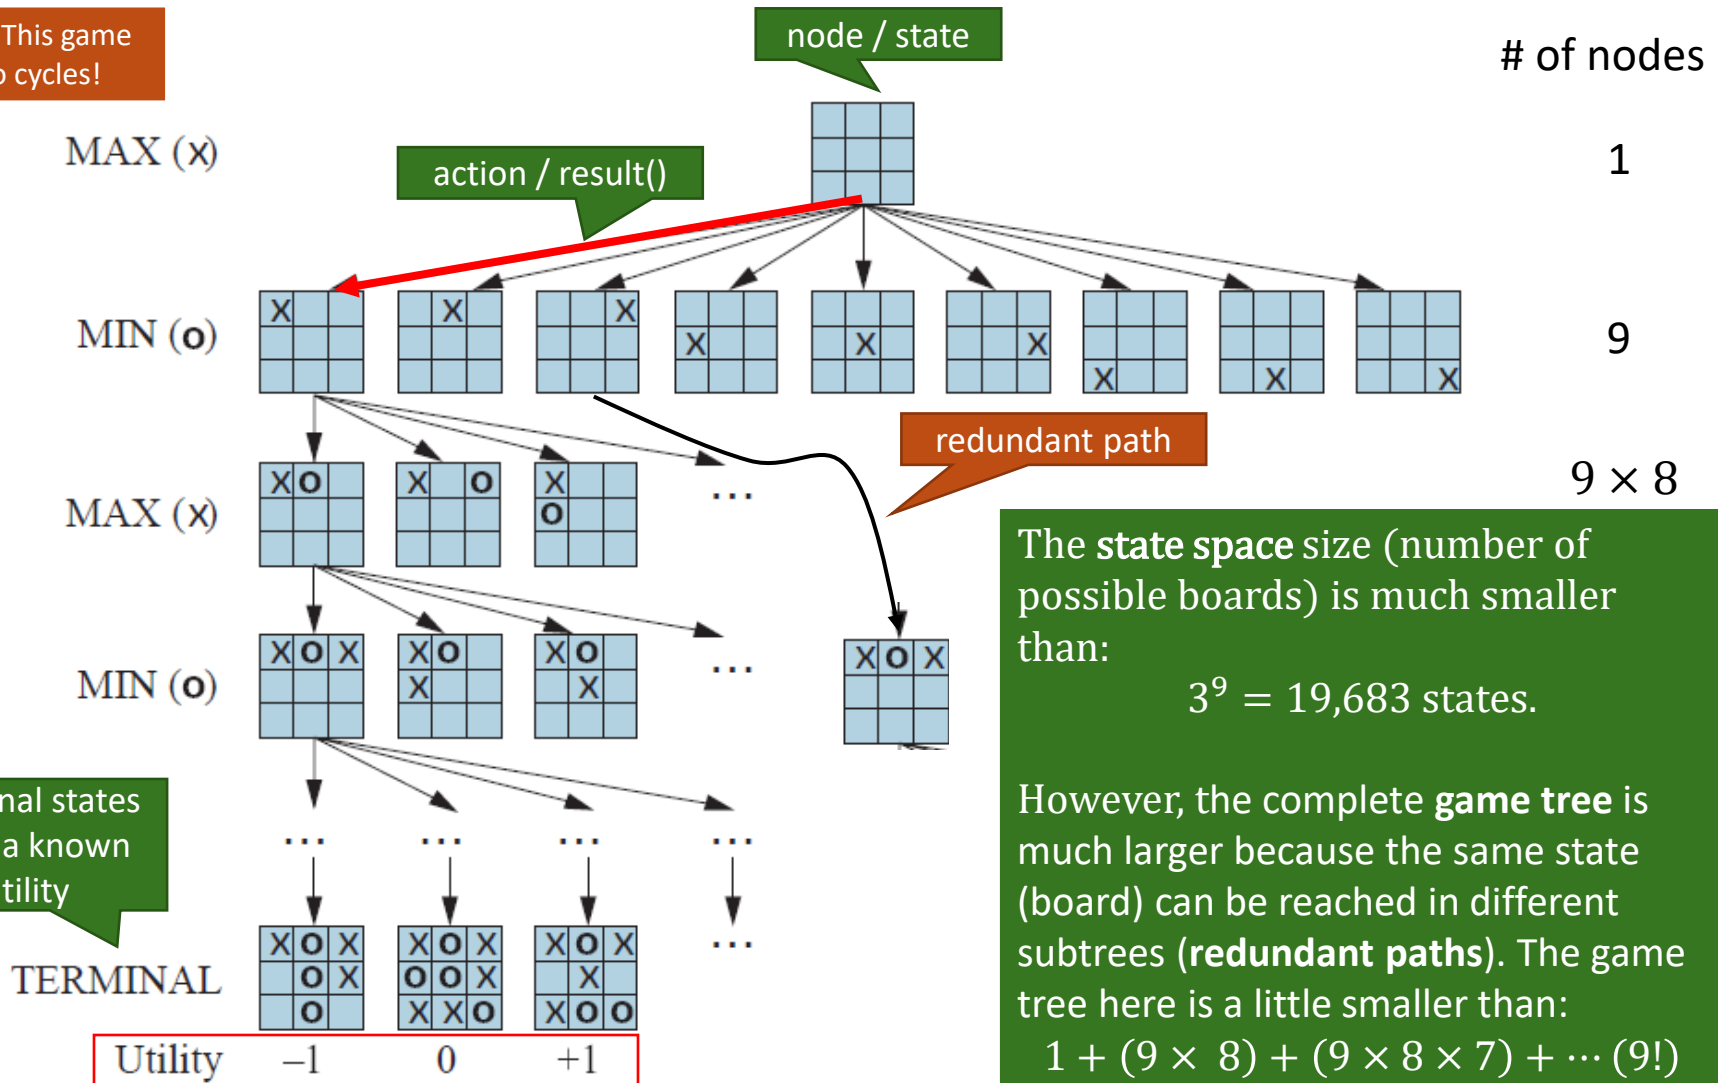 This game
cycles!
node / state
# of nodes
MAX (x)
action / result()
1
X X X X X X X X X
MIN (o)
9
redundant path
X O X O X
O
...
MAX (x)
9 × 8
X O X X O X O
X X
...
X O X
MIN (o)
The state space size (number of
possible boards) is much smaller
than:
3⁹ = 19,683 states.
However, the complete game tree is
much larger because the same state
(board) can be reached in different
subtrees (redundant paths). The game
tree here is a little smaller than:
1 + (9 × 8) + (9 × 8 × 7) + ⋯ (9!)
states
a known
... ... ... ...
X O X X O X X O X
O X O O X X
O X X O X O O
...
TERMINAL
Utility –1 0 +1